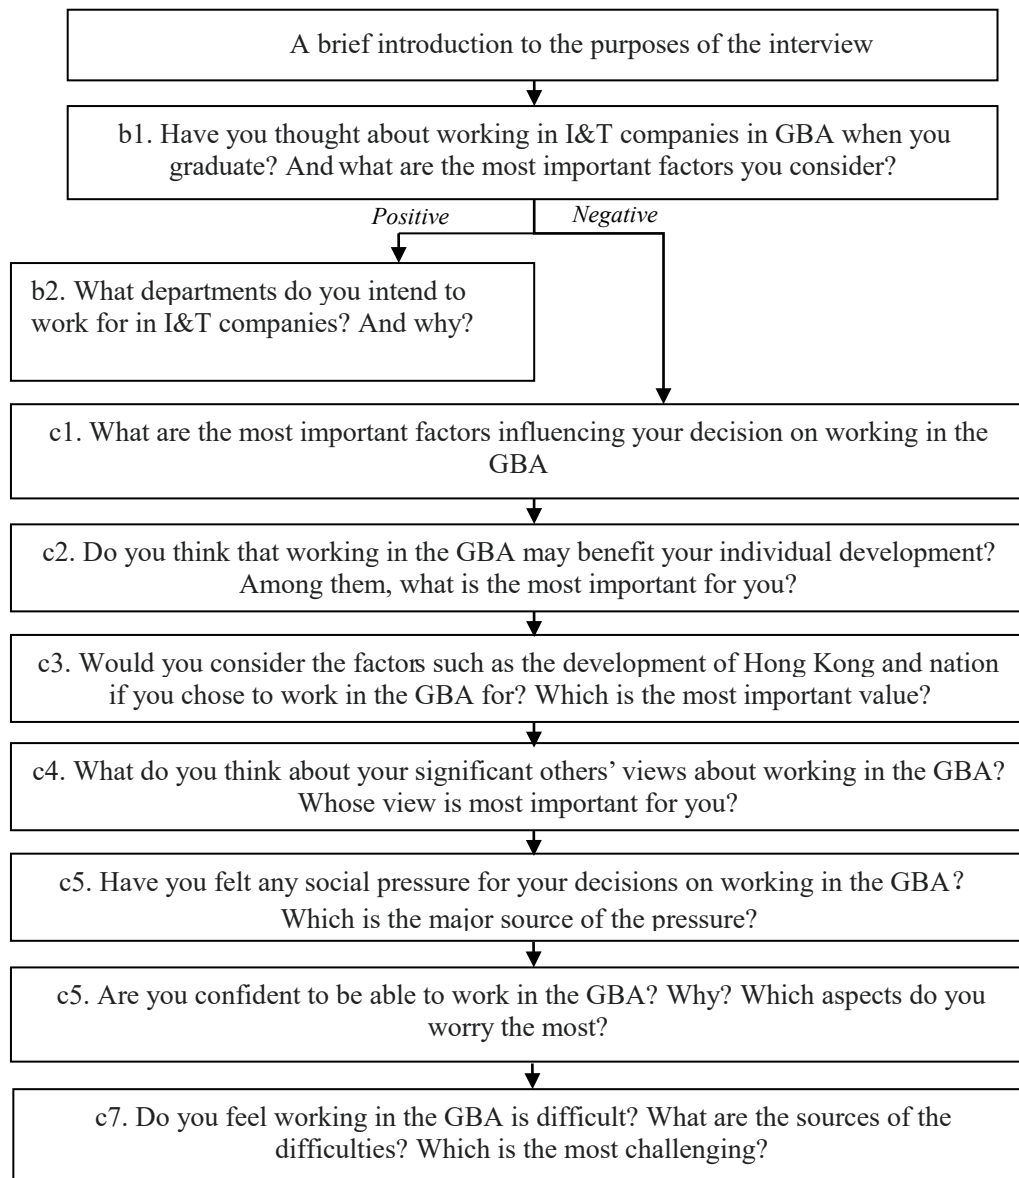 A brief introduction to the purposes of the interview
b1. Have you thought about working in I&T companies in GBA when you
graduate? And what are the most important factors you consider?
Positive
Negative
b2. What departments do you intend to
work for in I&T companies? And why?
c1. What are the most important factors influencing your decision on working in the
GBA
c2. Do you think that working in the GBA may benefit your individual development?
Among them, what is the most important for you?
c3. Would you consider the factors such as the development of Hong Kong and nation
if you chose to work in the GBA for? Which is the most important value?
c4. What do you think about your significant others’ views about working in the GBA?
Whose view is most important for you?
c5. Have you felt any social pressure for your decisions on working in the GBA？
Which is the major source of the pressure?
c5. Are you confident to be able to work in the GBA? Why? Which aspects do you
worry the most?
c7. Do you feel working in the GBA is difficult? What are the sources of the
difficulties? Which is the most challenging?